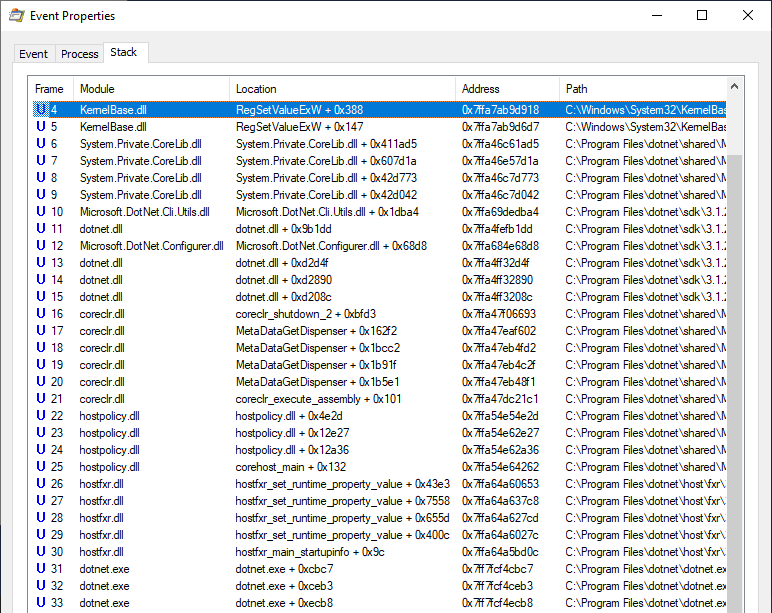 Event Properties
Event Process Stack
Frame Module Location Address Path
U 4 KernelBase.dll RegSetValueExW + 0x388 0x7ffa7ab9d918 C:\Windows\System32\KernelBas
U 5 KernelBase.dll RegSetValueExW + 0x147 0x7ffa7ab9d6d7 C:\Windows\System32\KernelBas
U 6 System.Private.CoreLib.dll System.Private.CoreLib.dll + 0x411ad5 0x7ffa46c61ad5 C:\Program Files\dotnet\shared\M
U 7 System.Private.CoreLib.dll System.Private.CoreLib.dll + 0x607d1a 0x7ffa46e57d1a C:\Program Files\dotnet\shared\M
U 8 System.Private.CoreLib.dll System.Private.CoreLib.dll + 0x42d773 0x7ffa46c7d773 C:\Program Files\dotnet\shared\M
U 9 System.Private.CoreLib.dll System.Private.CoreLib.dll + 0x42d042 0x7ffa46c7d042 C:\Program Files\dotnet\shared\M
U 10 Microsoft.DotNet.Cli.Utils.dll Microsoft.DotNet.Cli.Utils.dll + 0x1dba4 0x7ffa69dedba4 C:\Program Files\dotnet\sdk\3.1.2
U 11 dotnet.dll dotnet.dll + 0x9b1dd 0x7ffa4fefb1dd C:\Program Files\dotnet\sdk\3.1.2
U 12 Microsoft.DotNet.Configurer.dll Microsoft.DotNet.Configurer.dll + 0x68d8 0x7ffa684e68d8 C:\Program Files\dotnet\sdk\3.1.2
U 13 dotnet.dll dotnet.dll + 0xd2d4f 0x7ffa4ff32d4f C:\Program Files\dotnet\sdk\3.1.2
U 14 dotnet.dll dotnet.dll + 0xd2890 0x7ffa4ff32890 C:\Program Files\dotnet\sdk\3.1.2
U 15 dotnet.dll dotnet.dll + 0xd208c 0x7ffa4ff3208c C:\Program Files\dotnet\sdk\3.1.2
U 16 coreclr.dll coreclr_shutdown_2 + 0xbfd3 0x7ffa47f06693 C:\Program Files\dotnet\shared\M
U 17 coreclr.dll MetaDataGetDispenser + 0x162f2 0x7ffa47eaf602 C:\Program Files\dotnet\shared\M
U 18 coreclr.dll MetaDataGetDispenser + 0x1bcc2 0x7ffa47eb4fd2 C:\Program Files\dotnet\shared\M
U 19 coreclr.dll MetaDataGetDispenser + 0x1b91f 0x7ffa47eb4c2f C:\Program Files\dotnet\shared\M
U 20 coreclr.dll MetaDataGetDispenser + 0x1b5e1 0x7ffa47eb48f1 C:\Program Files\dotnet\shared\M
U 21 coreclr.dll coreclr_execute_assembly + 0x101 0x7ffa47dc21c1 C:\Program Files\dotnet\shared\M
U 22 hostpolicy.dll hostpolicy.dll + 0x4e2d 0x7ffa54e54e2d C:\Program Files\dotnet\shared\M
U 23 hostpolicy.dll hostpolicy.dll + 0x12e27 0x7ffa54e62e27 C:\Program Files\dotnet\shared\M
U 24 hostpolicy.dll hostpolicy.dll + 0x12a36 0x7ffa54e62a36 C:\Program Files\dotnet\shared\M
U 25 hostpolicy.dll corehost_main + 0x132 0x7ffa54e64262 C:\Program Files\dotnet\shared\M
U 26 hostfxr.dll hostfxr_set_runtime_property_value + 0x43e3 0x7ffa64a60653 C:\Program Files\dotnet\host\fxr\
U 27 hostfxr.dll hostfxr_set_runtime_property_value + 0x7558 0x7ffa64a637c8 C:\Program Files\dotnet\host\fxr\
U 28 hostfxr.dll hostfxr_set_runtime_property_value + 0x655d 0x7ffa64a627cd C:\Program Files\dotnet\host\fxr\
U 29 hostfxr.dll hostfxr_set_runtime_property_value + 0x400c 0x7ffa64a6027c C:\Program Files\dotnet\host\fxr\
U 30 hostfxr.dll hostfxr_main_startupinfo + 0x9c 0x7ffa64a5bd0c C:\Program Files\dotnet\host\fxr\
U 31 dotnet.exe dotnet.exe + 0xcbc7 0x7ff7fcf4cbc7 C:\Program Files\dotnet\dotnet.ex
U 32 dotnet.exe dotnet.exe + 0xceb3 0x7ff7fcf4ceb3 C:\Program Files\dotnet\dotnet.ex
U 33 dotnet.exe dotnet.exe + 0xecb8 0x7ff7fcf4ecb8 C:\Program Files\dotnet\dotnet.ex